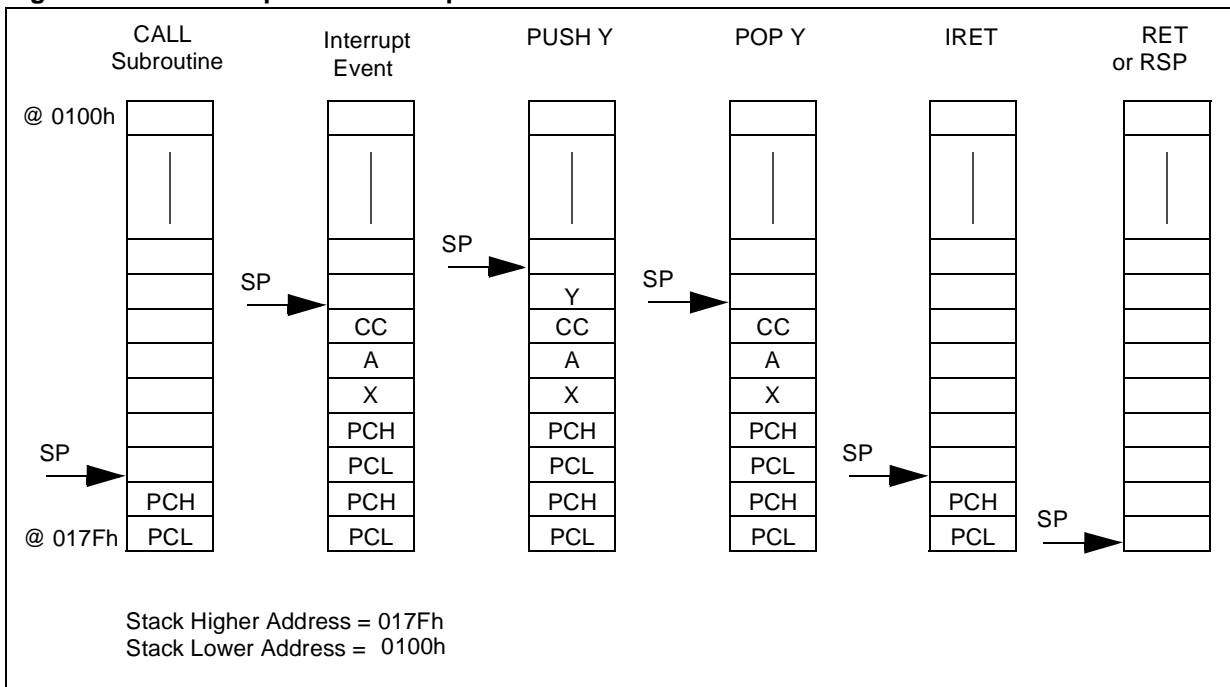 CALL
Subroutine
Interrupt
Event
PUSH Y
POP Y
IRET
RET
or RSP
@ 0100h
SP
SP
SP
Y
CC
CC
CC
A
A
A
X
X
X
PCH
PCH
PCH
SP
SP
PCL
PCL
PCL
PCH
PCH
PCH
PCH
PCH
SP
@ 017Fh
PCL
PCL
PCL
PCL
PCL
Stack Higher Address = 017Fh
Stack Lower Address = 0100h